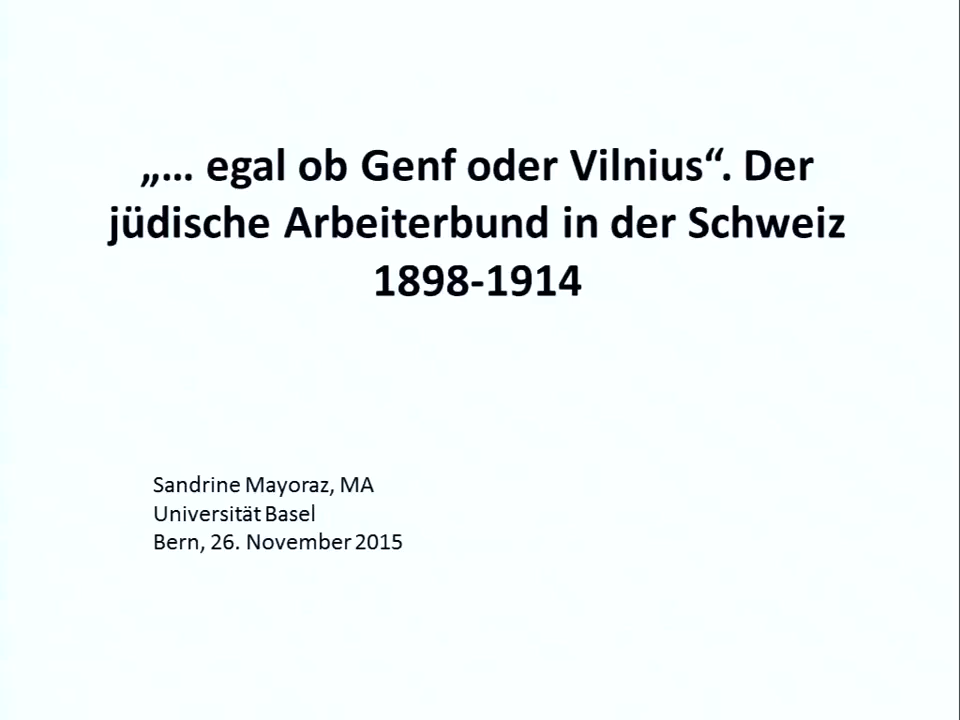 „… egal ob Genf oder Vilnius“. Der
jüdische Arbeiterbund in der Schweiz
1898-1914
Sandrine Mayoraz, MA
Universität Basel
Bern, 26. November 2015